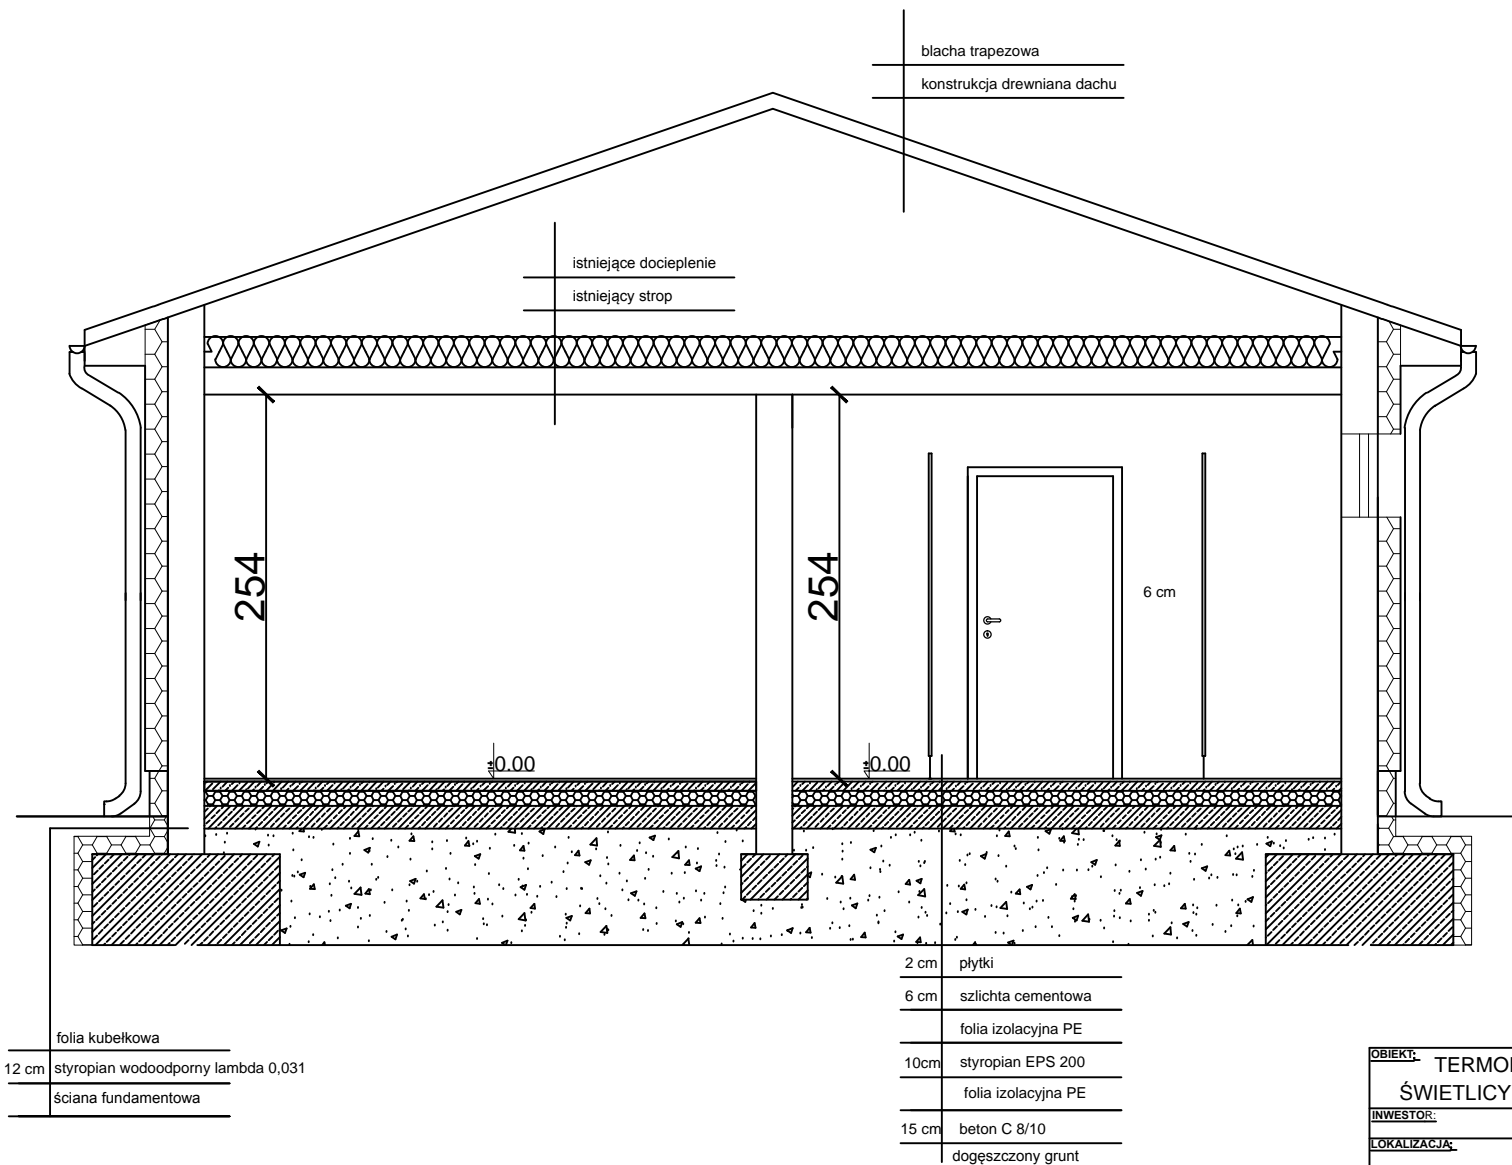 blacha trapezowa
konstrukcja drewniana dachu
istniejące docieplenie
istniejący strop
254
254
6 cm
±0.00
±0.00
2 cm płytki
6 cm szlichta cementowa
folia izolacyjna PE
10cm styropian EPS 200
folia izolacyjna PE
15 cm beton C 8/10
dogęszczony grunt
folia kubełkowa
12 cm styropian wodoodporny lambda 0,031
ściana fundamentowa
OBIEKT:
ŚWIETLICY
INWESTOR:
LOKALIZACJA: